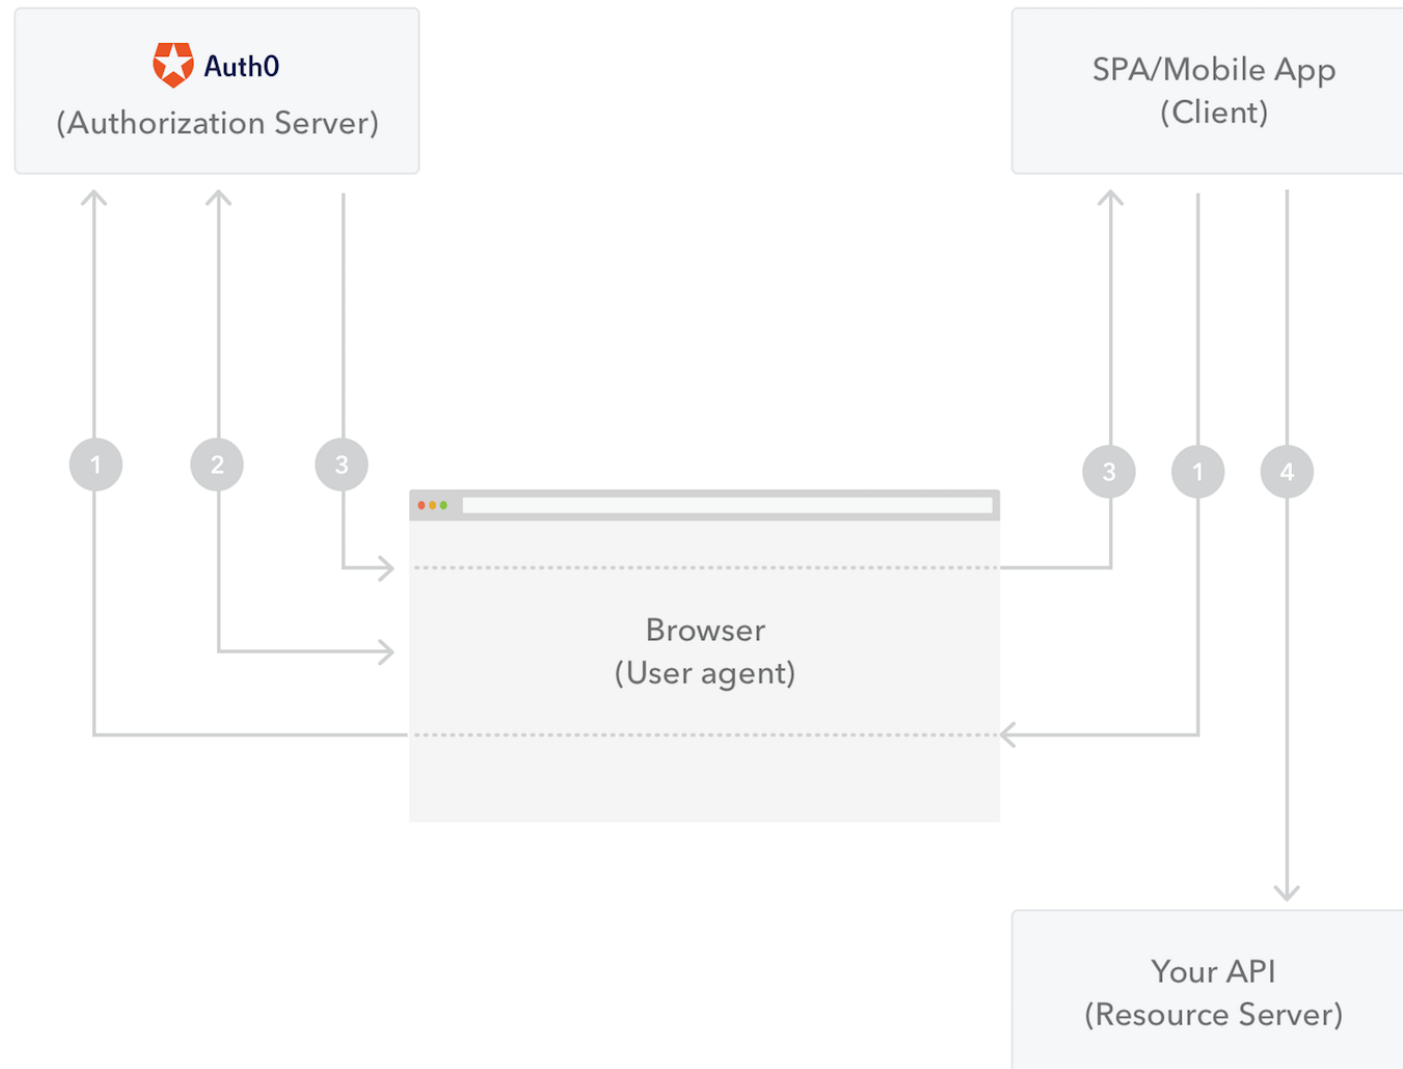 Auth0
(Authorization Server)
SPA/Mobile App
(Client)
1
2
3
3
1
4
Browser
(User agent)
Your API
(Resource Server)